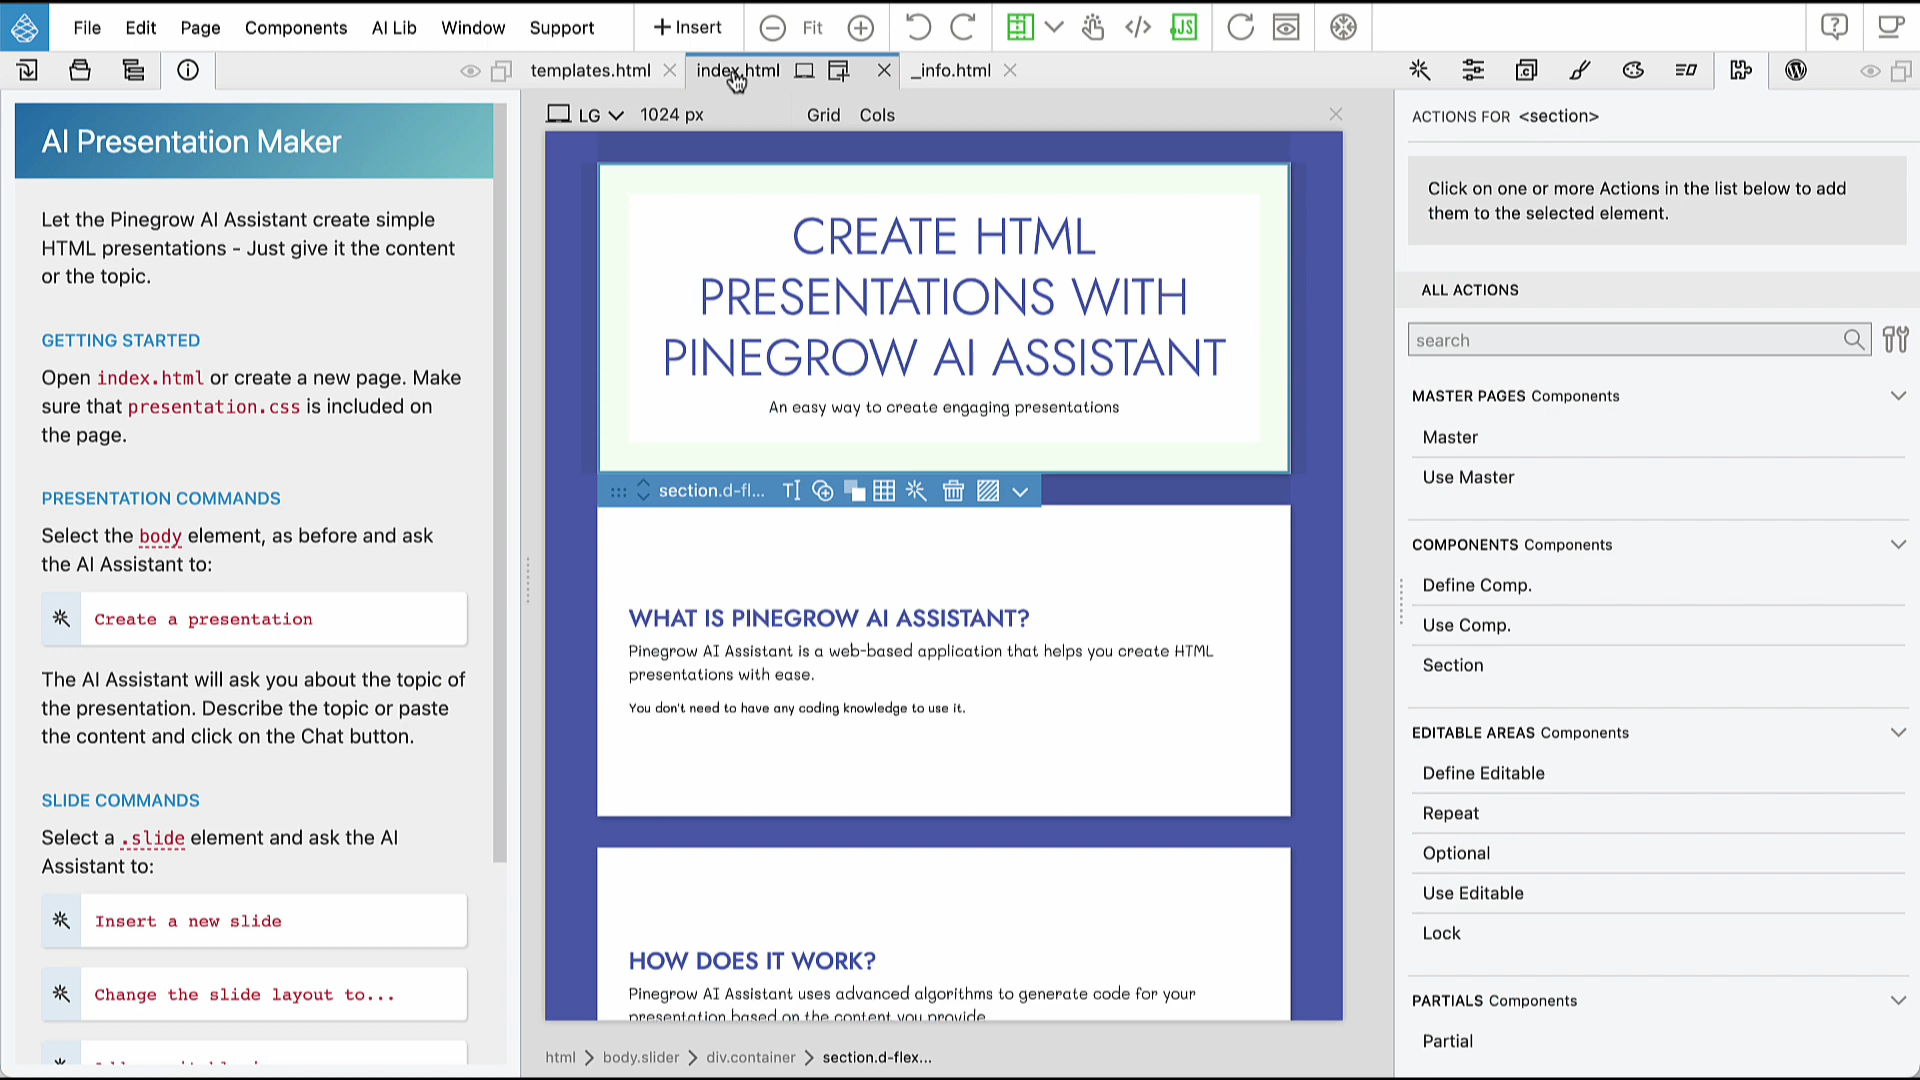 File Edit Page Components AI Lib Window Support
Insert
Fit
JS
templates.html
index.html
_info.html
AI Presentation Maker
Let the Pinegrow AI Assistant create simple
HTML presentations - Just give it the content
or the topic.
GETTING STARTED
Open index.html or create a new page. Make
sure that presentation.css is included on
the page.
PRESENTATION COMMANDS
Select the body element, as before and ask
the AI Assistant to:
Create a presentation
The AI Assistant will ask you about the topic of
the presentation. Describe the topic or paste
the content and click on the Chat button.
SLIDE COMMANDS
Select a .slide element and ask the AI
Assistant to:
Insert a new slide
Change the slide layout to...
LG 1024 px Grid Cols
CREATE HTML
PRESENTATIONS WITH
PINEGROW AI ASSISTANT
An easy way to create engaging presentations
section.d-fl...
WHAT IS PINEGROW AI ASSISTANT?
Pinegrow AI Assistant is a web-based application that helps you create HTML
presentations with ease.
You don't need to have any coding knowledge to use it.
HOW DOES IT WORK?
Pinegrow AI Assistant uses advanced algorithms to generate code for your
presentation based on the content you provide
html body.slider div.container section.d-flex...
ACTIONS FOR <section>
Click on one or more Actions in the list below to add
them to the selected element.
ALL ACTIONS
search
MASTER PAGES Components
Master
Use Master
COMPONENTS Components
Define Comp.
Use Comp.
Section
EDITABLE AREAS Components
Define Editable
Repeat
Optional
Use Editable
Lock
PARTIALS Components
Partial